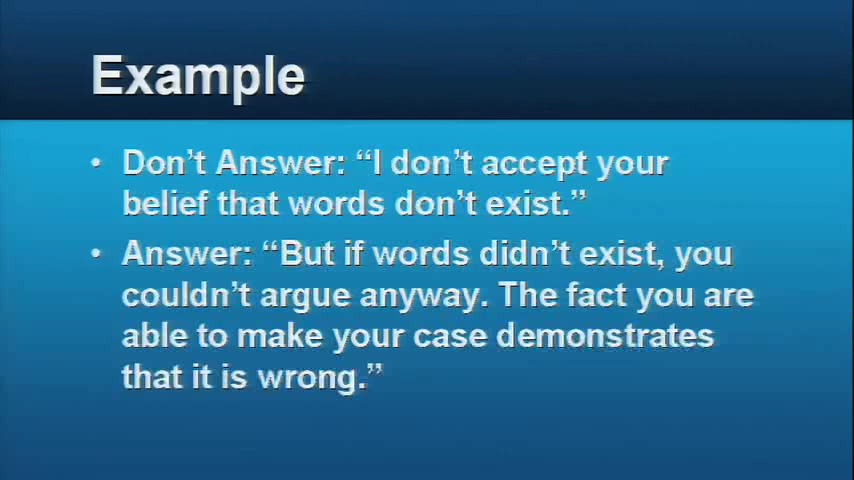 Example
• Don’t Answer: “I don’t accept your
belief that words don’t exist.”
• Answer: “But if words didn’t exist, you
couldn’t argue anyway. The fact you are
able to make your case demonstrates
that it is wrong.”